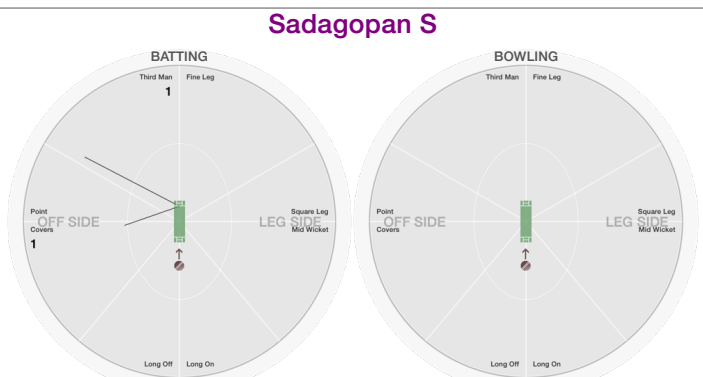 Sadagopan S
BATTING
Third Man
Fine Leg
1
Point
OFF SIDE
Covers
1
Square Leg
LEG SIDE
Mid Wicket
Long Off
Long On
BOWLING
Third Man
Fine Leg
Point
OFF SIDE
Covers
Square Leg
LEG SIDE
Mid Wicket
Long Off
Long On